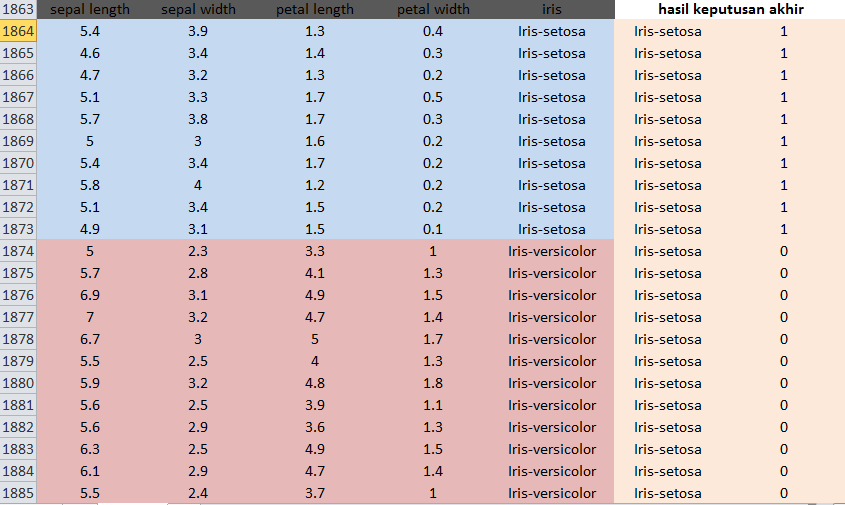 1863 sepal length sepal width petal length petal width iris hasil keputusan akhir
1864 5.4 3.9 1.3 0.4 Iris-setosa Iris-setosa 1
1865 4.6 3.4 1.4 0.3 Iris-setosa Iris-setosa 1
1866 4.7 3.2 1.3 0.2 Iris-setosa Iris-setosa 1
1867 5.1 3.3 1.7 0.5 Iris-setosa Iris-setosa 1
1868 5.7 3.8 1.7 0.3 Iris-setosa Iris-setosa 1
1869 5 3 1.6 0.2 Iris-setosa Iris-setosa 1
1870 5.4 3.4 1.7 0.2 Iris-setosa Iris-setosa 1
1871 5.8 4 1.2 0.2 Iris-setosa Iris-setosa 1
1872 5.1 3.4 1.5 0.2 Iris-setosa Iris-setosa 1
1873 4.9 3.1 1.5 0.1 Iris-setosa Iris-setosa 1
1874 5 2.3 3.3 1 Iris-versicolor Iris-setosa 0
1875 5.7 2.8 4.1 1.3 Iris-versicolor Iris-setosa 0
1876 6.9 3.1 4.9 1.5 Iris-versicolor Iris-setosa 0
1877 7 3.2 4.7 1.4 Iris-versicolor Iris-setosa 0
1878 6.7 3 5 1.7 Iris-versicolor Iris-setosa 0
1879 5.5 2.5 4 1.3 Iris-versicolor Iris-setosa 0
1880 5.9 3.2 4.8 1.8 Iris-versicolor Iris-setosa 0
1881 5.6 2.5 3.9 1.1 Iris-versicolor Iris-setosa 0
1882 5.6 2.9 3.6 1.3 Iris-versicolor Iris-setosa 0
1883 6.3 2.5 4.9 1.5 Iris-versicolor Iris-setosa 0
1884 6.1 2.9 4.7 1.4 Iris-versicolor Iris-setosa 0
1885 5.5 2.4 3.7 1 Iris-versicolor Iris-setosa 0